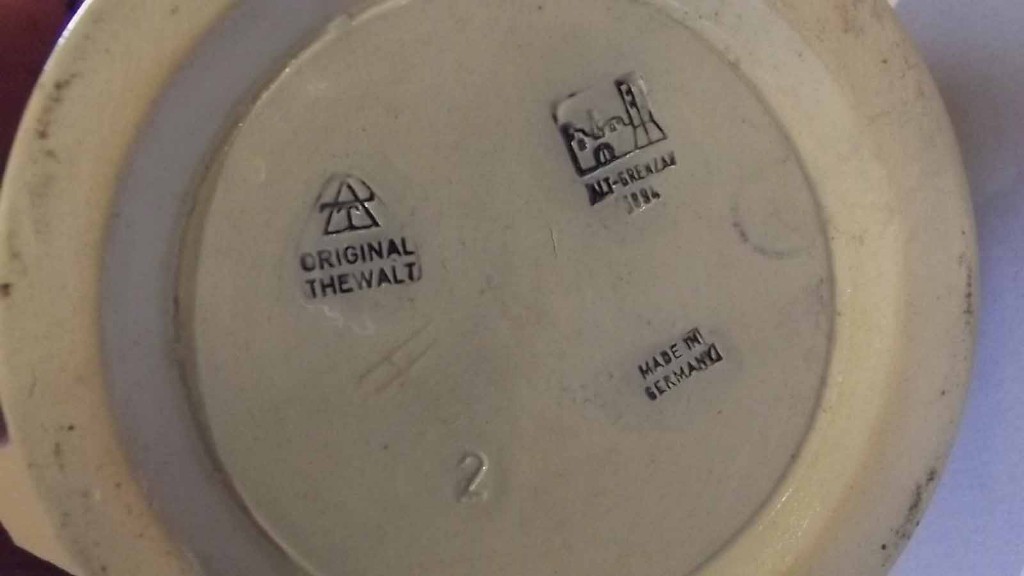 ORIGINAL
THEWALT
ALT-GRENZAU
1894
MADE IN
GERMANY
2